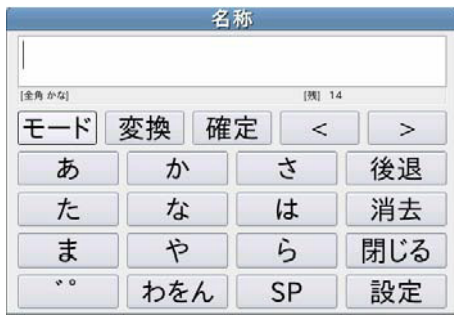 名称
[全角 かな] [残] 14
モード 変換 確定 < >
あ か さ 後退
た な は 消去
ま や ら 閉じる
゛゜ わをん SP 設定